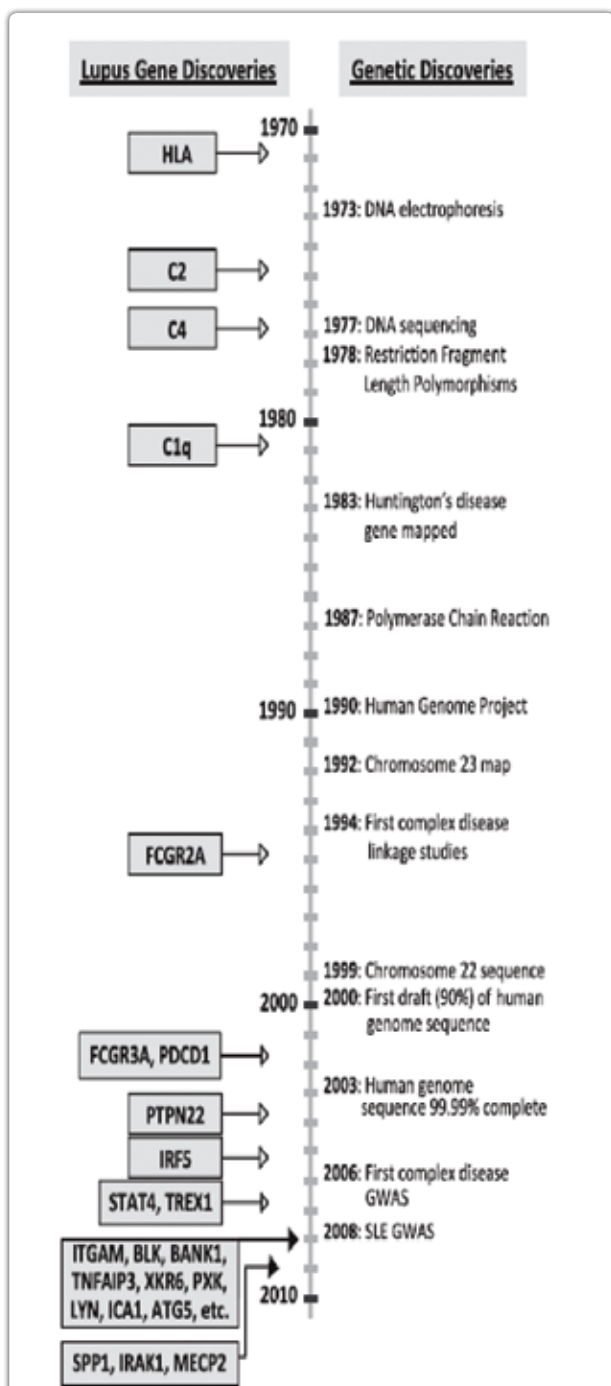 Lupus Gene Discoveries
Genetic Discoveries
1970
HLA
1973: DNA electrophoresis
C2
C4
1977: DNA sequencing
1978: Restriction Fragment
Length Polymorphisms
1980
C1q
1983: Huntington's disease
gene mapped
1987: Polymerase Chain Reaction
1990
1990: Human Genome Project
1992: Chromosome 23 map
1994: First complex disease
linkage studies
FCGR2A
1999: Chromosome 22 sequence
2000
2000: First draft (90%) of human
genome sequence
FCGR3A, PDCD1
2003: Human genome
sequence 99.99% complete
PTPN22
IRF5
2006: First complex disease
GWAS
STAT4, TREX1
2008: SLE GWAS
ITGAM, BLK, BANK1,
TNFAIP3, XKR6, PXK,
LYN, ICA1, ATG5, etc.
2010
SPP1, IRAK1, MECP2